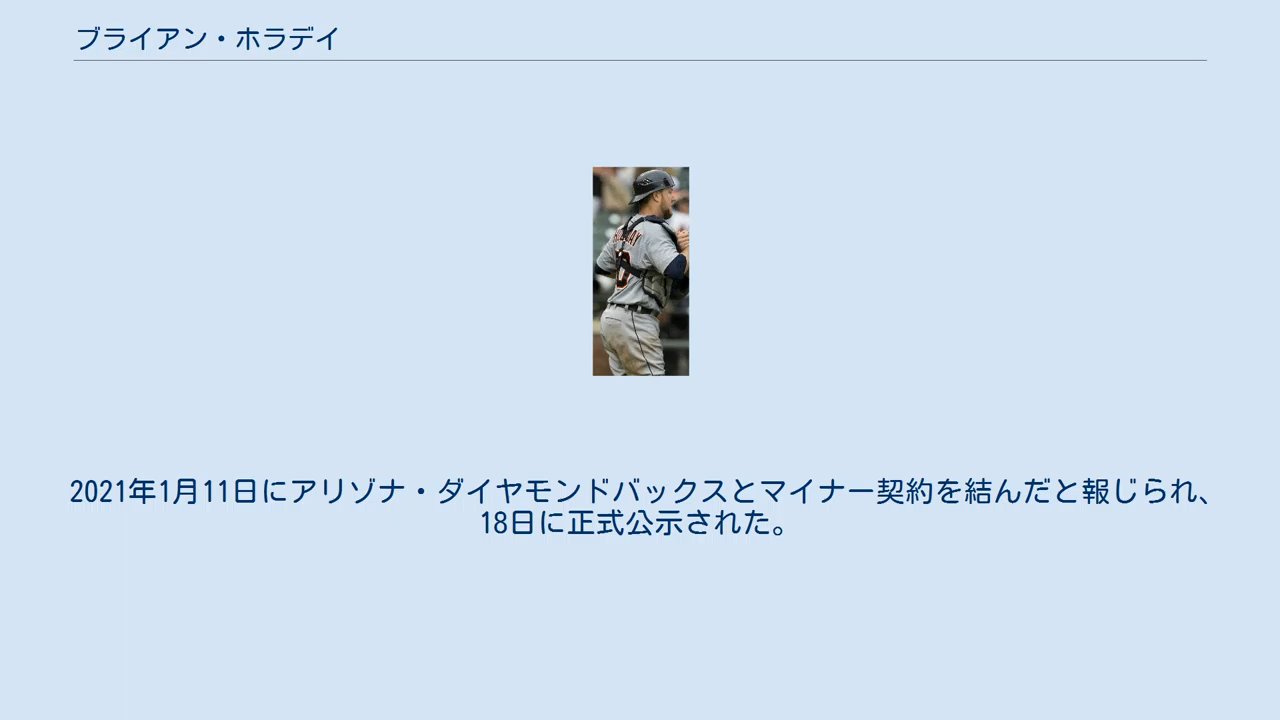 ブライアン・ホラデイ
2021年1月11日にアリゾナ・ダイヤモンドバックスとマイナー契約を結んだと報じられ、
18日に正式公示された。